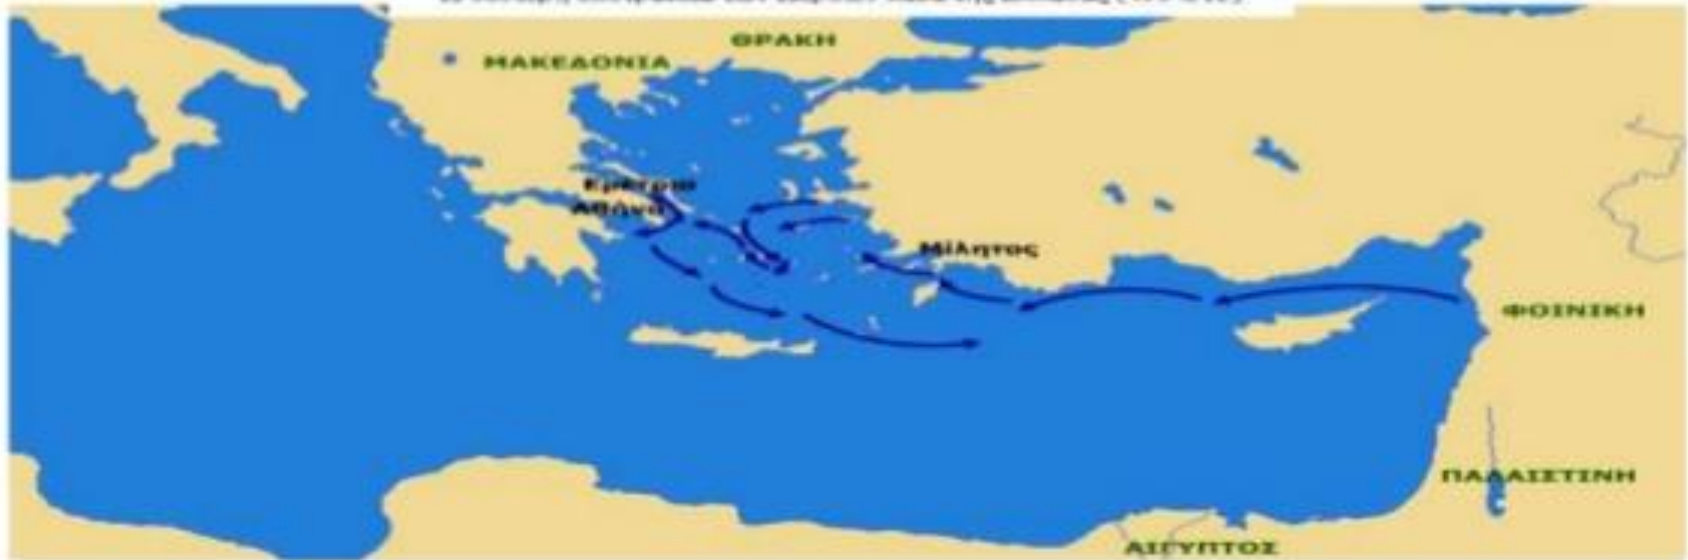 ΘΡΑΚΗ
ΜΑΚΕΔΟΝΙΑ
Ερέτρια
Αθήνα
Μίλητος
ΦΟΙΝΙΚΗ
ΠΑΛΑΙΣΤΙΝΗ
ΑΙΓΥΠΤΟΣ